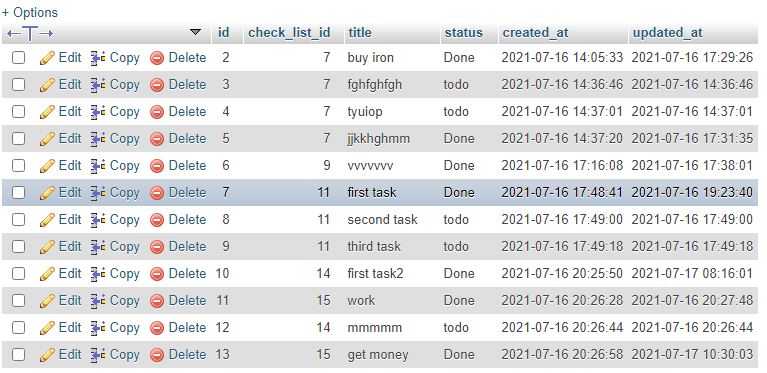 + Options
id check_list_id title status created_at updated_at
Edit Copy Delete 2 7 buy iron Done 2021-07-16 14:05:33 2021-07-16 17:29:26
Edit Copy Delete 3 7 fghfghfgh todo 2021-07-16 14:36:46 2021-07-16 14:36:46
Edit Copy Delete 4 7 tyuiop todo 2021-07-16 14:37:01 2021-07-16 14:37:01
Edit Copy Delete 5 7 jjkkhghmm Done 2021-07-16 14:37:20 2021-07-16 17:31:35
Edit Copy Delete 6 9 vvvvvvv Done 2021-07-16 17:16:08 2021-07-16 17:38:01
Edit Copy Delete 7 11 first task Done 2021-07-16 17:48:41 2021-07-16 19:23:40
Edit Copy Delete 8 11 second task todo 2021-07-16 17:49:00 2021-07-16 17:49:00
Edit Copy Delete 9 11 third task todo 2021-07-16 17:49:18 2021-07-16 17:49:18
Edit Copy Delete 10 14 first task2 Done 2021-07-16 20:25:50 2021-07-17 08:16:01
Edit Copy Delete 11 15 work Done 2021-07-16 20:26:28 2021-07-16 20:27:48
Edit Copy Delete 12 14 mmmmm todo 2021-07-16 20:26:44 2021-07-16 20:26:44
Edit Copy Delete 13 15 get money Done 2021-07-16 20:26:58 2021-07-17 10:30:03